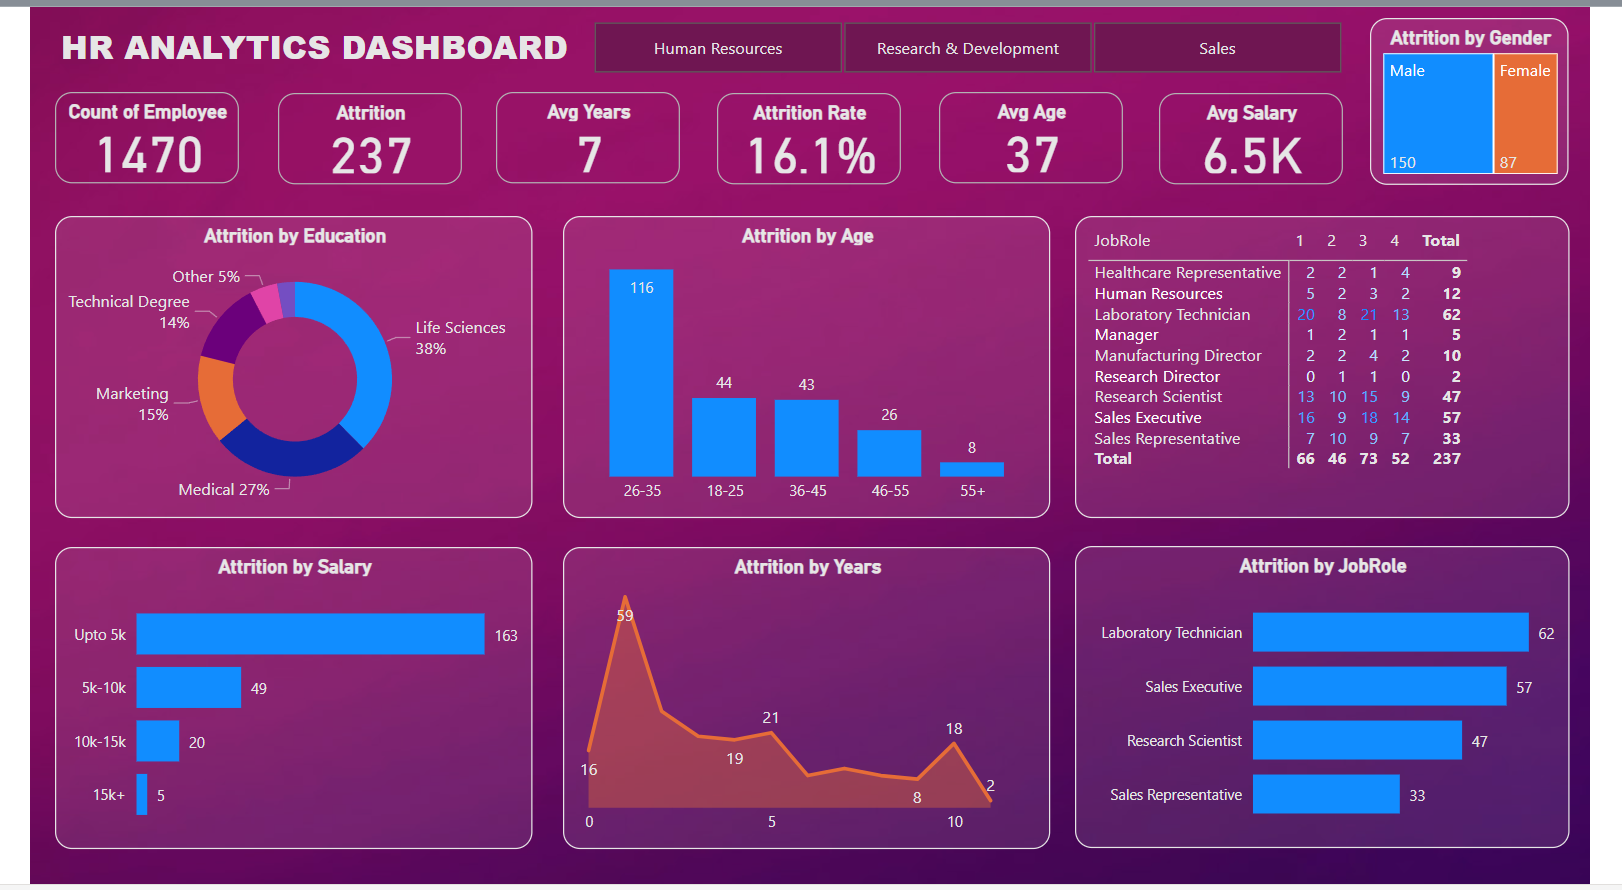 HR ANALYTICS DASHBOARD
Human Resources
Research & Development
Sales
Attrition by Gender
Male
Female
150
87
Count of Employee
1470
Attrition
237
Avg Years
7
Attrition Rate
16.1%
Avg Age
37
Avg Salary
6.5K
Attrition by Education
Other 5%
Technical Degree
14%
Life Sciences
38%
Marketing
15%
Medical 27%
Attrition by Age
116
44
43
26
8
26-35
18-25
36-45
46-55
55+
JobRole 1 2 3 4 Total
Healthcare Representative 2 2 1 4 9
Human Resources 5 2 3 2 12
Laboratory Technician 20 8 21 13 62
Manager 1 2 1 1 5
Manufacturing Director 2 2 4 2 10
Research Director 0 1 1 0 2
Research Scientist 13 10 15 9 47
Sales Executive 16 9 18 14 57
Sales Representative 7 10 9 7 33
Total 66 46 73 52 237
Attrition by Salary
Upto 5k 163
5k-10k 49
10k-15k 20
15k+ 5
Attrition by Years
59
16
19
21
8
18
2
0 5 10
Attrition by JobRole
Laboratory Technician 62
Sales Executive 57
Research Scientist 47
Sales Representative 33